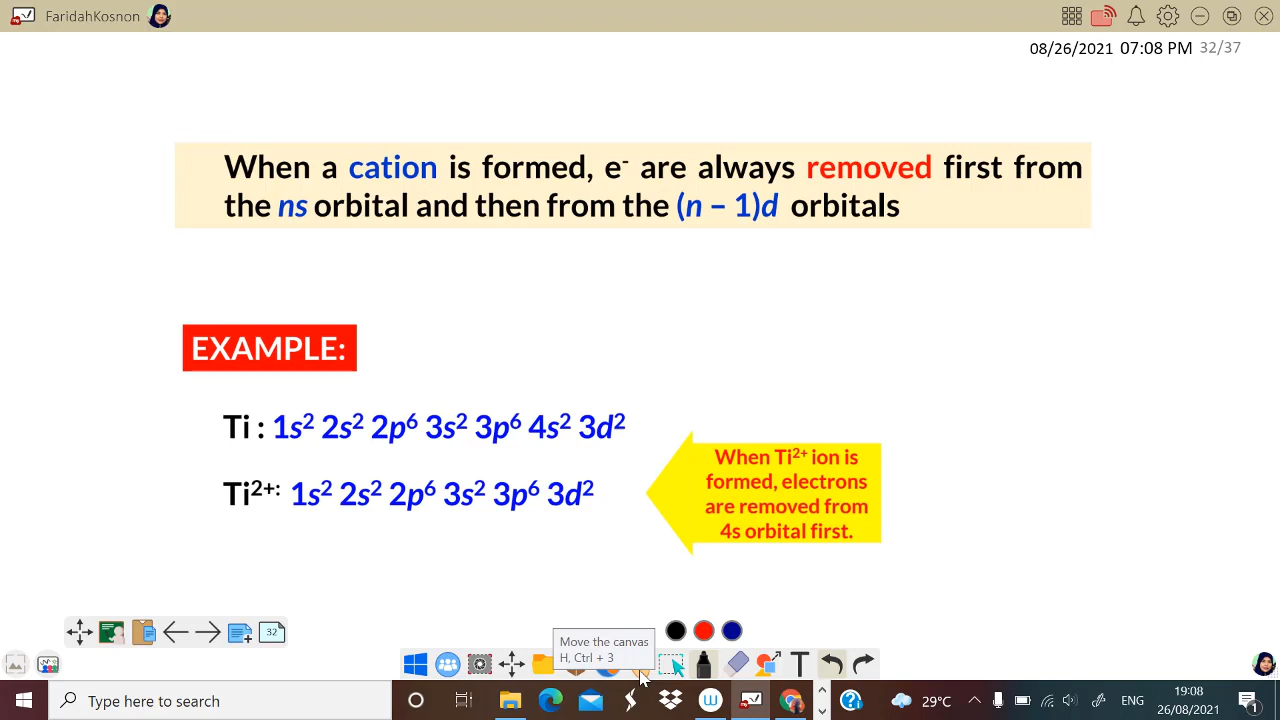 FaridahKosnon
08/26/2021 07:08 PM 32/37
When a cation is formed, e⁻ are always removed first from
the ns orbital and then from the (n – 1)d orbitals
EXAMPLE:
Ti : 1s² 2s² 2p⁶ 3s² 3p⁶ 4s² 3d²
Ti²⁺: 1s² 2s² 2p⁶ 3s² 3p⁶ 3d²
When Ti²⁺ ion is
formed, electrons
are removed from
4s orbital first.
32
Move the canvas
H, Ctrl + 3
Type here to search
29°C
ENG
19:08
26/08/2021
1